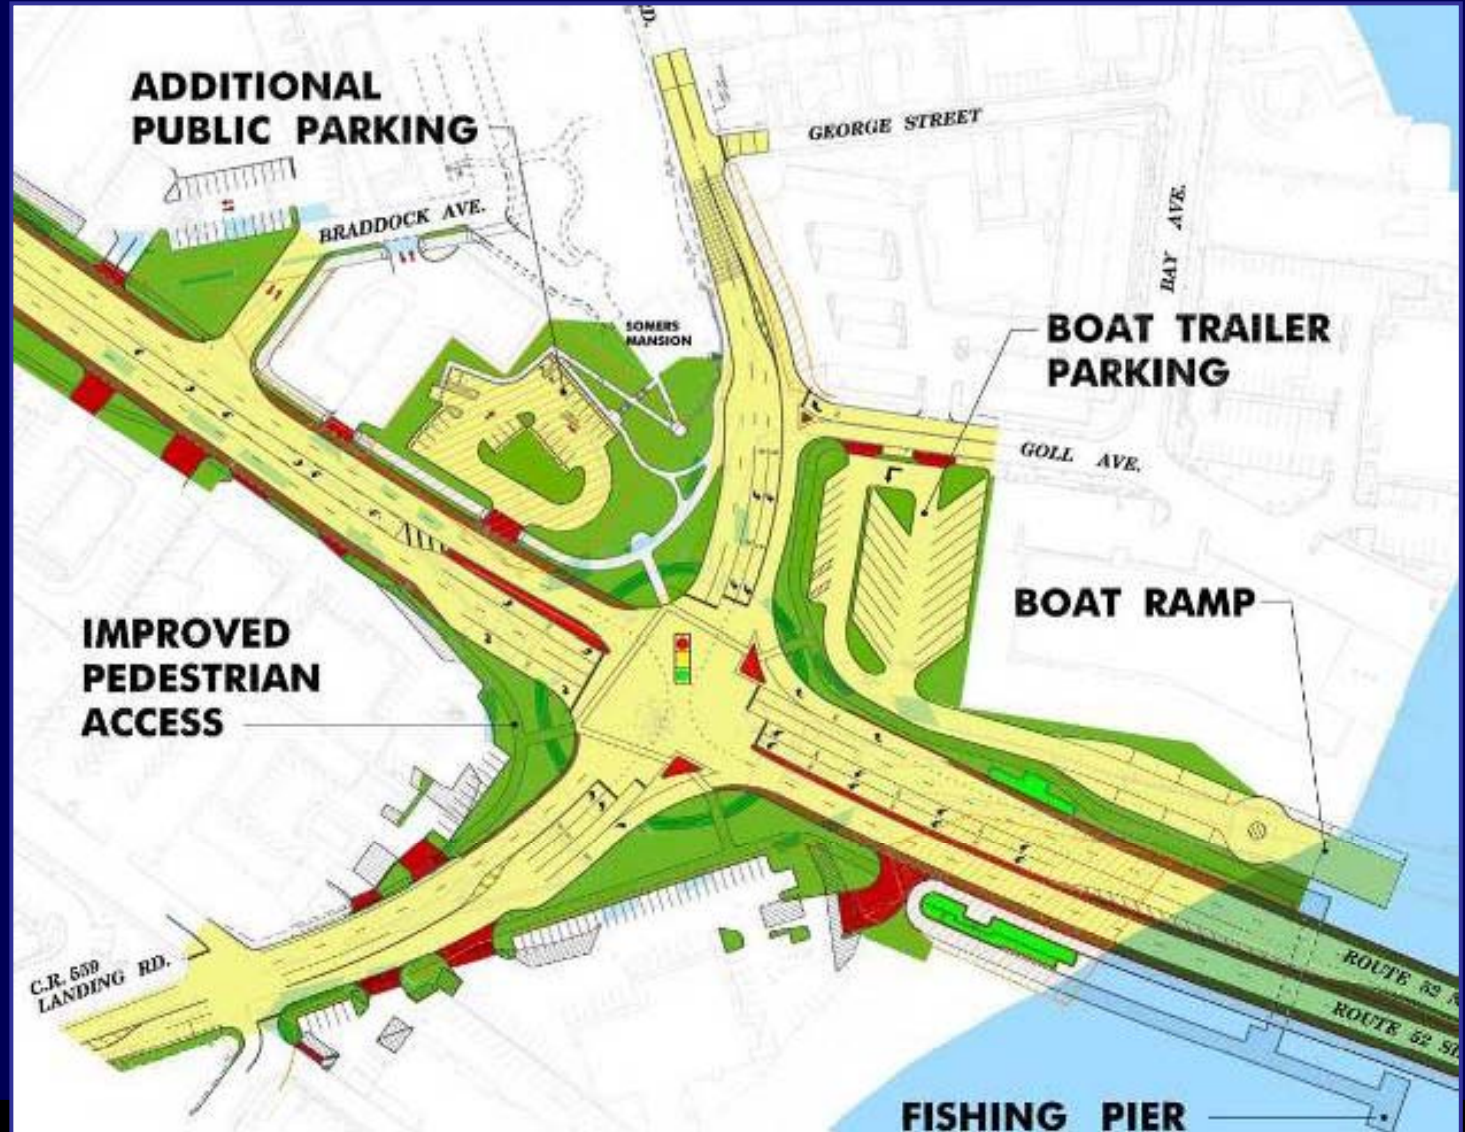 RD.
ADDITIONAL
PUBLIC PARKING
GEORGE STREET
BAY AVE.
BRADDOCK AVE.
SOMERS
MANSION
BOAT TRAILER
PARKING
GOLL AVE.
BOAT RAMP
IMPROVED
PEDESTRIAN
ACCESS
C.R. 559
LANDING RD.
ROUTE 52
ROUTE 52
FISHING PIER